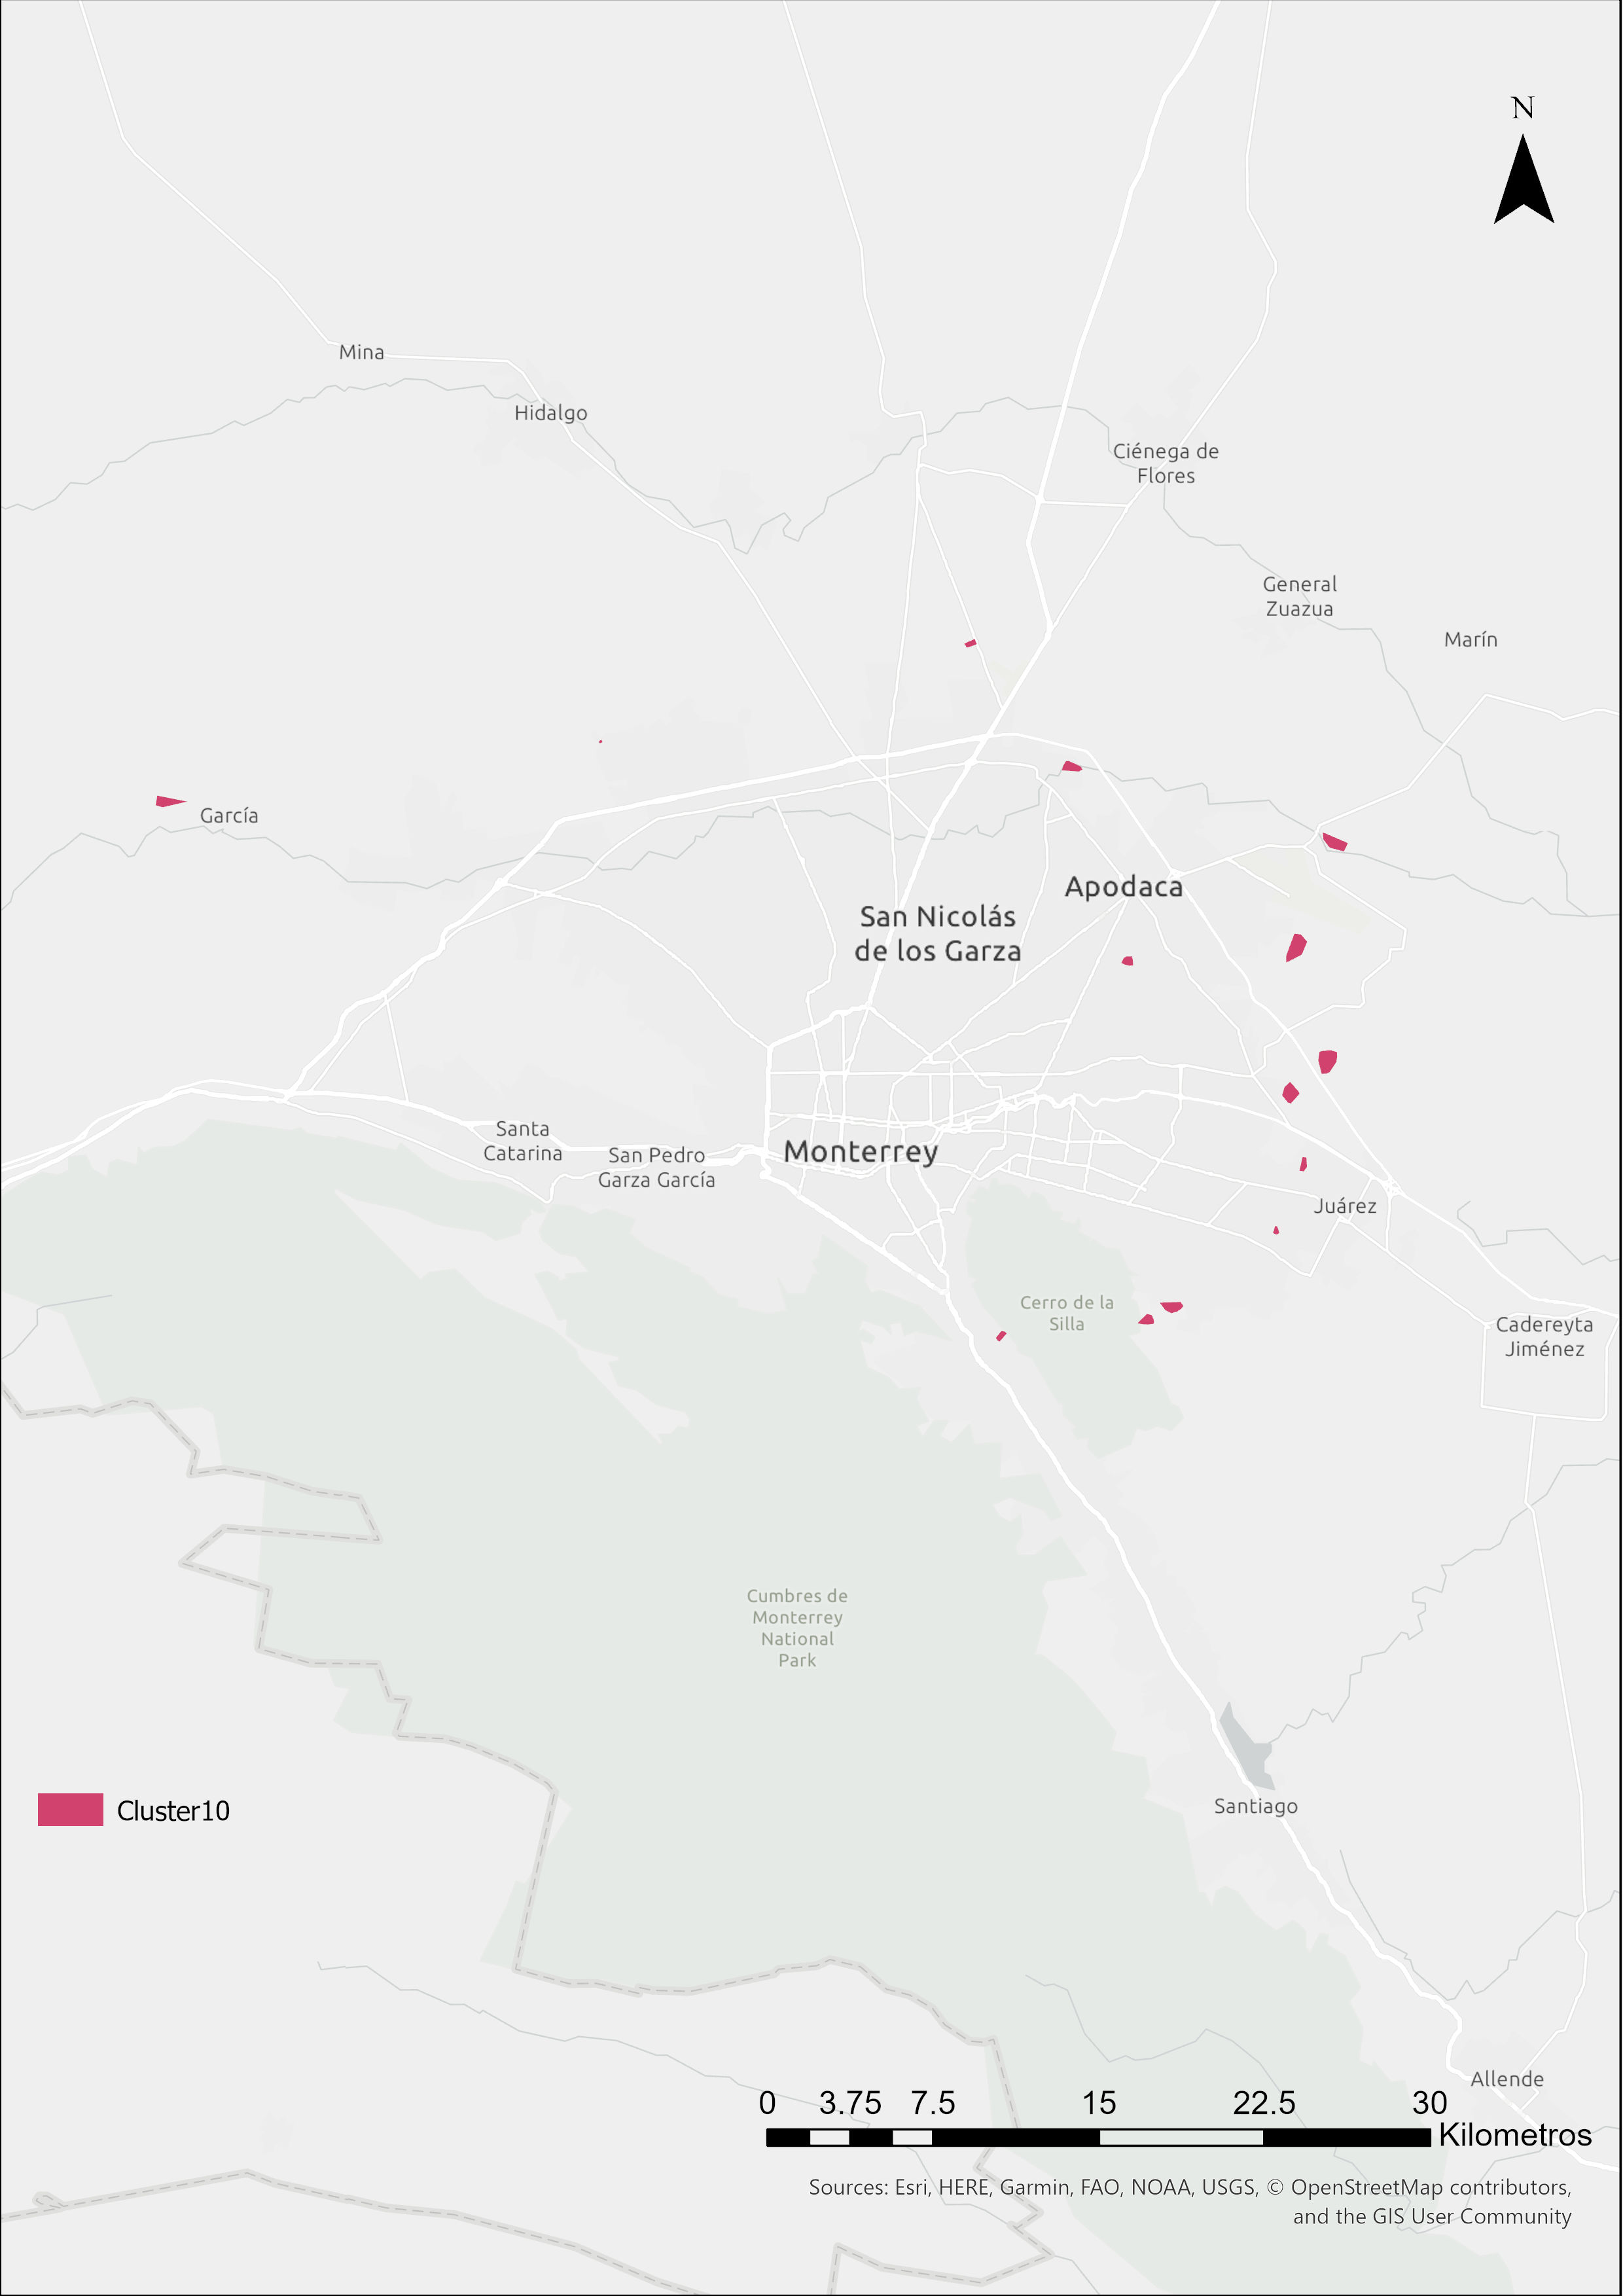 N
Mina
Hidalgo
Ciénega de
Flores
General
Zuazua
Marín
García
Apodaca
San Nicolás
de los Garza
Santa
Catarina
San Pedro
Garza García
Monterrey
Juárez
Cerro de la
Silla
Cadereyta
Jiménez
Cumbres de
Monterrey
National
Park
Cluster10
Santiago
Allende
0 3.75 7.5 15 22.5 30
Kilometros
Sources: Esri, HERE, Garmin, FAO, NOAA, USGS, © OpenStreetMap contributors,
and the GIS User Community